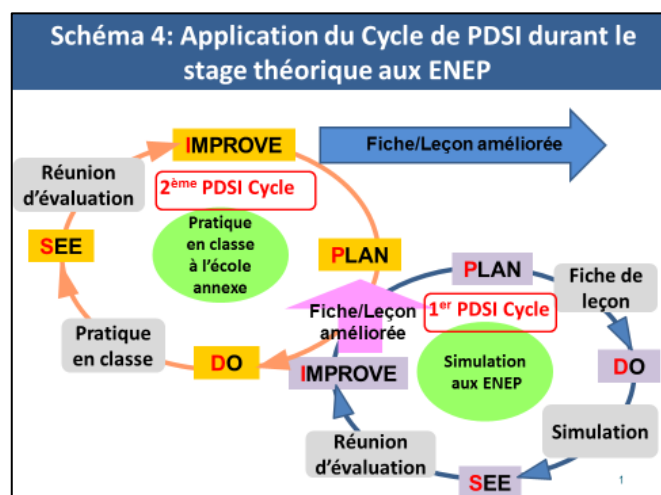 Schéma 4: Application du Cycle de PDSI durant le
stage théorique aux ENEP
IMPROVE
Fiche/Leçon améliorée
Réunion
d'évaluation
2ème PDSI Cycle
Pratique
en classe
à l'école
annexe
SEE
PLAN
Pratique
en classe
DO
PLAN
Fiche de
leçon
1er PDSI Cycle
Fiche/Leçon
améliorée
Simulation
aux ENEP
DO
IMPROVE
Simulation
Réunion
d'évaluation
SEE
1